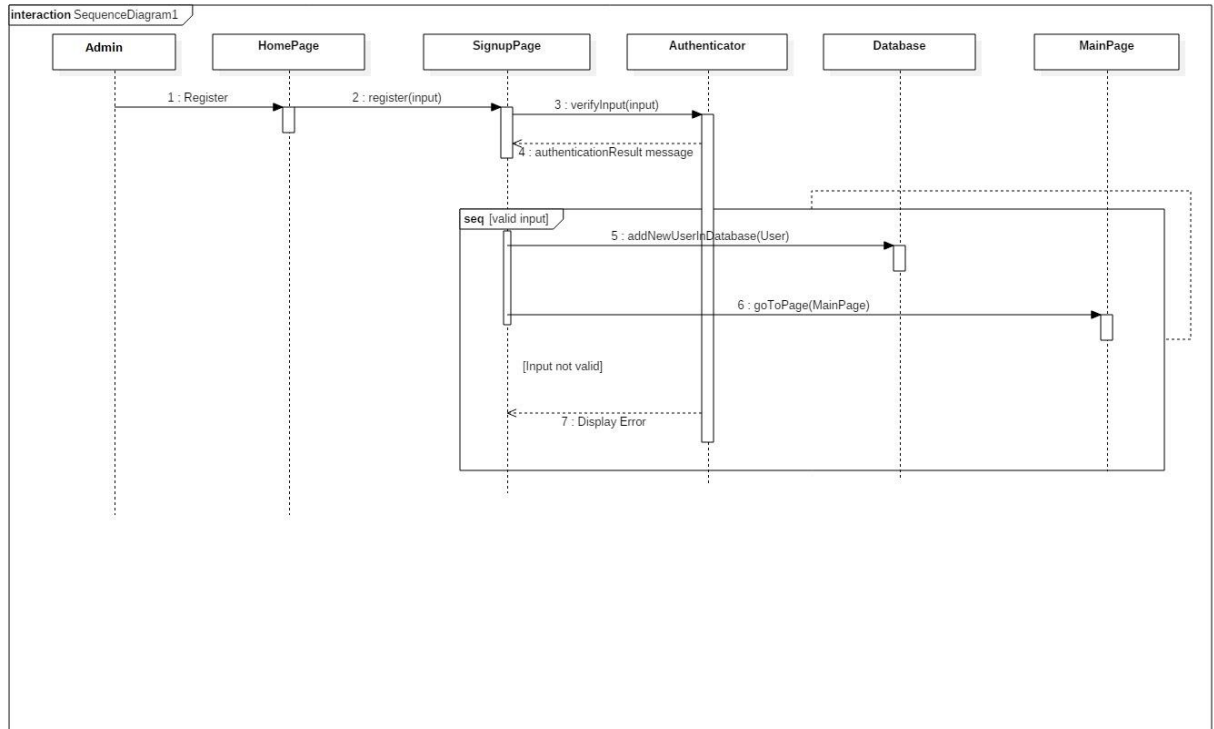 interaction SequenceDiagram1
Admin
HomePage
SignupPage
Authenticator
Database
MainPage
1 : Register
2 : register(input)
3 : verifyInput(input)
4 : authenticationResult message
seq [valid input]
5 : addNewUserInDatabase(User)
6 : goToPage(MainPage)
[Input not valid]
7 : Display Error